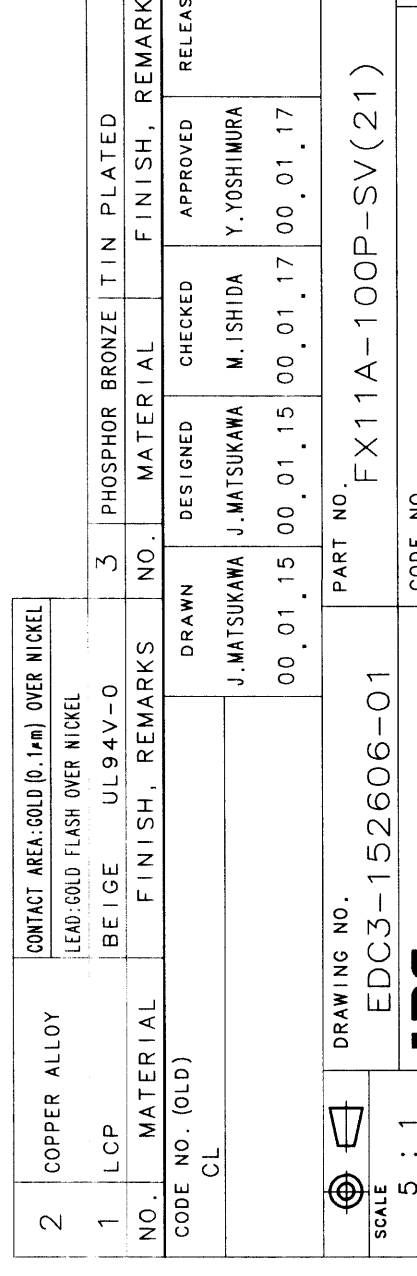 2 COPPER ALLOY CONTACT AREA:GOLD(0.1μm) OVER NICKEL
LEAD:GOLD FLASH OVER NICKEL
1 LCP BEIGE UL94V-0 3 PHOSPHOR BRONZE TIN PLATED
NO. MATERIAL FINISH, REMARKS NO. MATERIAL FINISH, REMARK
CODE NO.(OLD) DRAWN DESIGNED CHECKED APPROVED RELEAS
CL J.MATSUKAWA J.MATSUKAWA M.ISHIDA Y.YOSHIMURA
00.01.15 00.01.15 00.01.17 00.01.17
DRAWING NO. PART NO.
EDC3-152606-01 FX11A-100P-SV(21)
SCALE CODE NO.
5 : 1